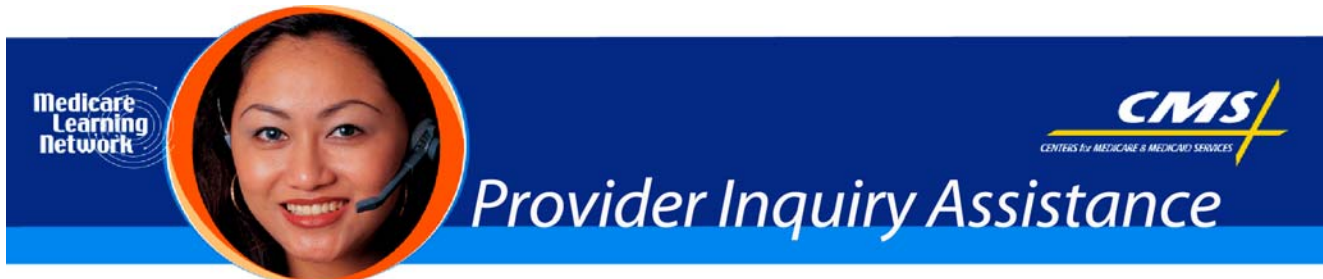 Medicare
Learning
Network
CMS
CENTERS for MEDICARE & MEDICAID SERVICES
Provider Inquiry Assistance